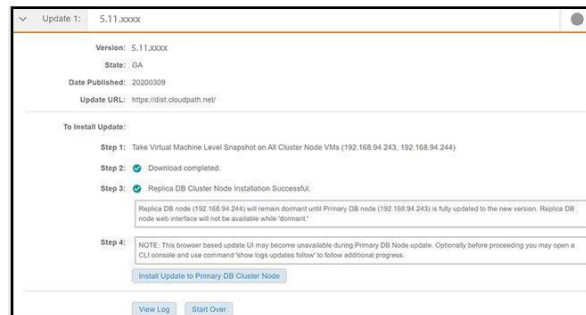 Update 1: 5.11.xxxx
Version: 5.11.xxxx
State: GA
Date Published: 20200309
Update URL: https://dist.cloudpath.net/
To Install Update:
Step 1: Take Virtual Machine Level Snapshot on All Cluster Node VMs (192.168.94.243, 192.168.94.244)
Step 2: Download completed.
Step 3: Replica DB Cluster Node Installation Successful.
Replica DB node (192.168.94.244) will remain dormant until Primary DB node (192.168.94.243) is fully updated to the new version. Replica DB
node web interface will not be available while 'dormant.'
Step 4: NOTE: This browser based update UI may become unavailable during Primary DB Node update. Optionally before proceeding you may open a
CLI console and use command 'show logs updates follow' to follow additional progress.
Install Update to Primary DB Cluster Node
View Log Start Over